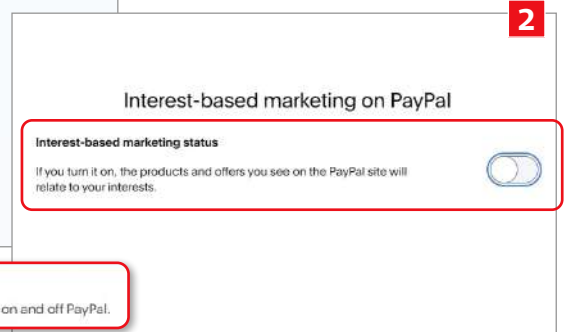 2
Interest-based marketing on PayPal
Interest-based marketing status
If you turn it on, the products and offers you see on the PayPal site will
relate to your interests.
on and off PayPal.